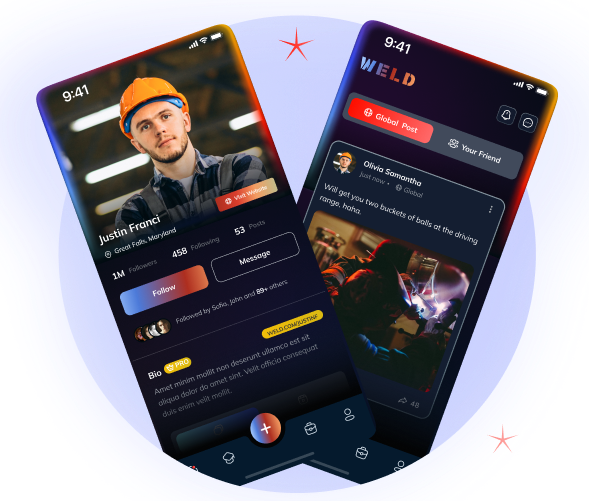 9:41
Visit Website
Justin Franci
Great Falls, Maryland
1M Followers 458 Following 53 Posts
Follow
Message
Followed by Sofia, John and 89+ others
Bio PRO
WELD.COM/JUSTINF
Amet minim mollit non deserunt ullamco est sit
aliqua dolor do amet sint. Velit officia consequat
duis enim velit mollit.
9:41
WELD
Global Post
Your Friend
Olivia Samantha
just now • Global
Will get you two buckets of balls at the driving
range, haha.
48